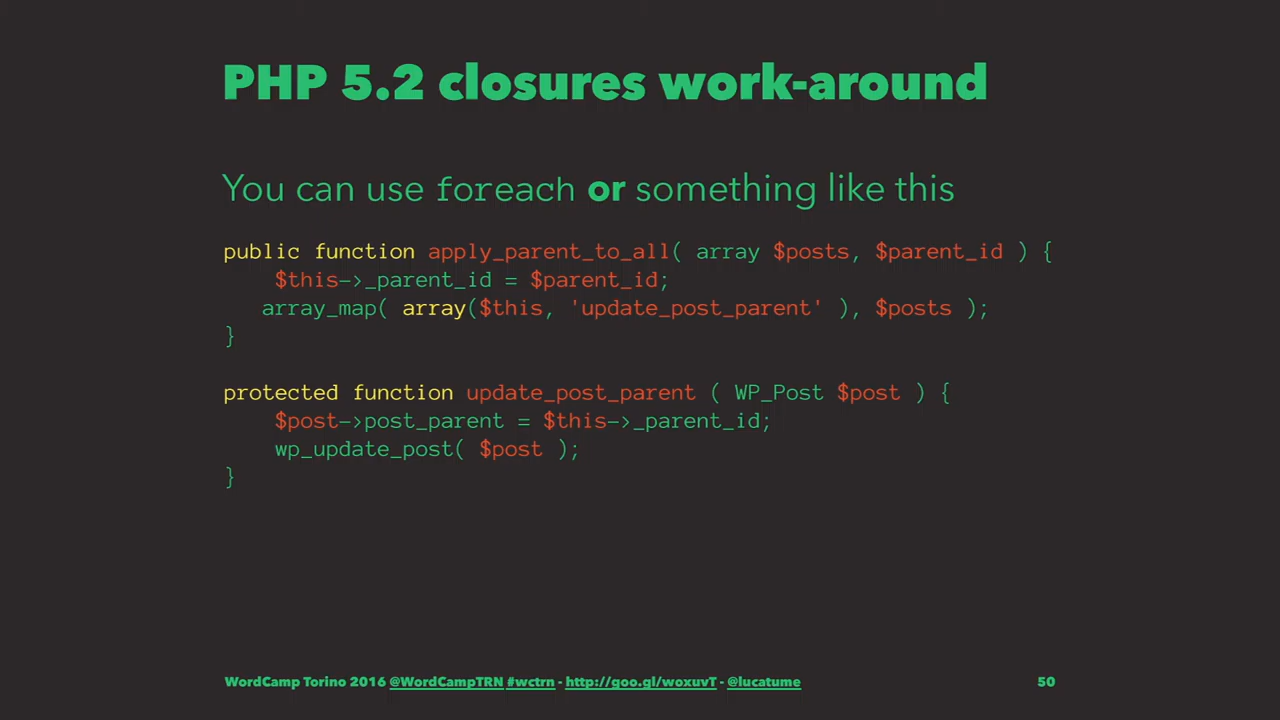 PHP 5.2 closures work-around
You can use foreach or something like this
public function apply_parent_to_all( array $posts, $parent_id ) {
    $this->_parent_id = $parent_id;
   array_map( array($this, 'update_post_parent' ), $posts );
}
protected function update_post_parent ( WP_Post $post ) {
    $post->post_parent = $this->_parent_id;
    wp_update_post( $post );
}
WordCamp Torino 2016 @WordCampTRN #wctrn - http://goo.gl/woxuvT - @lucatume 50